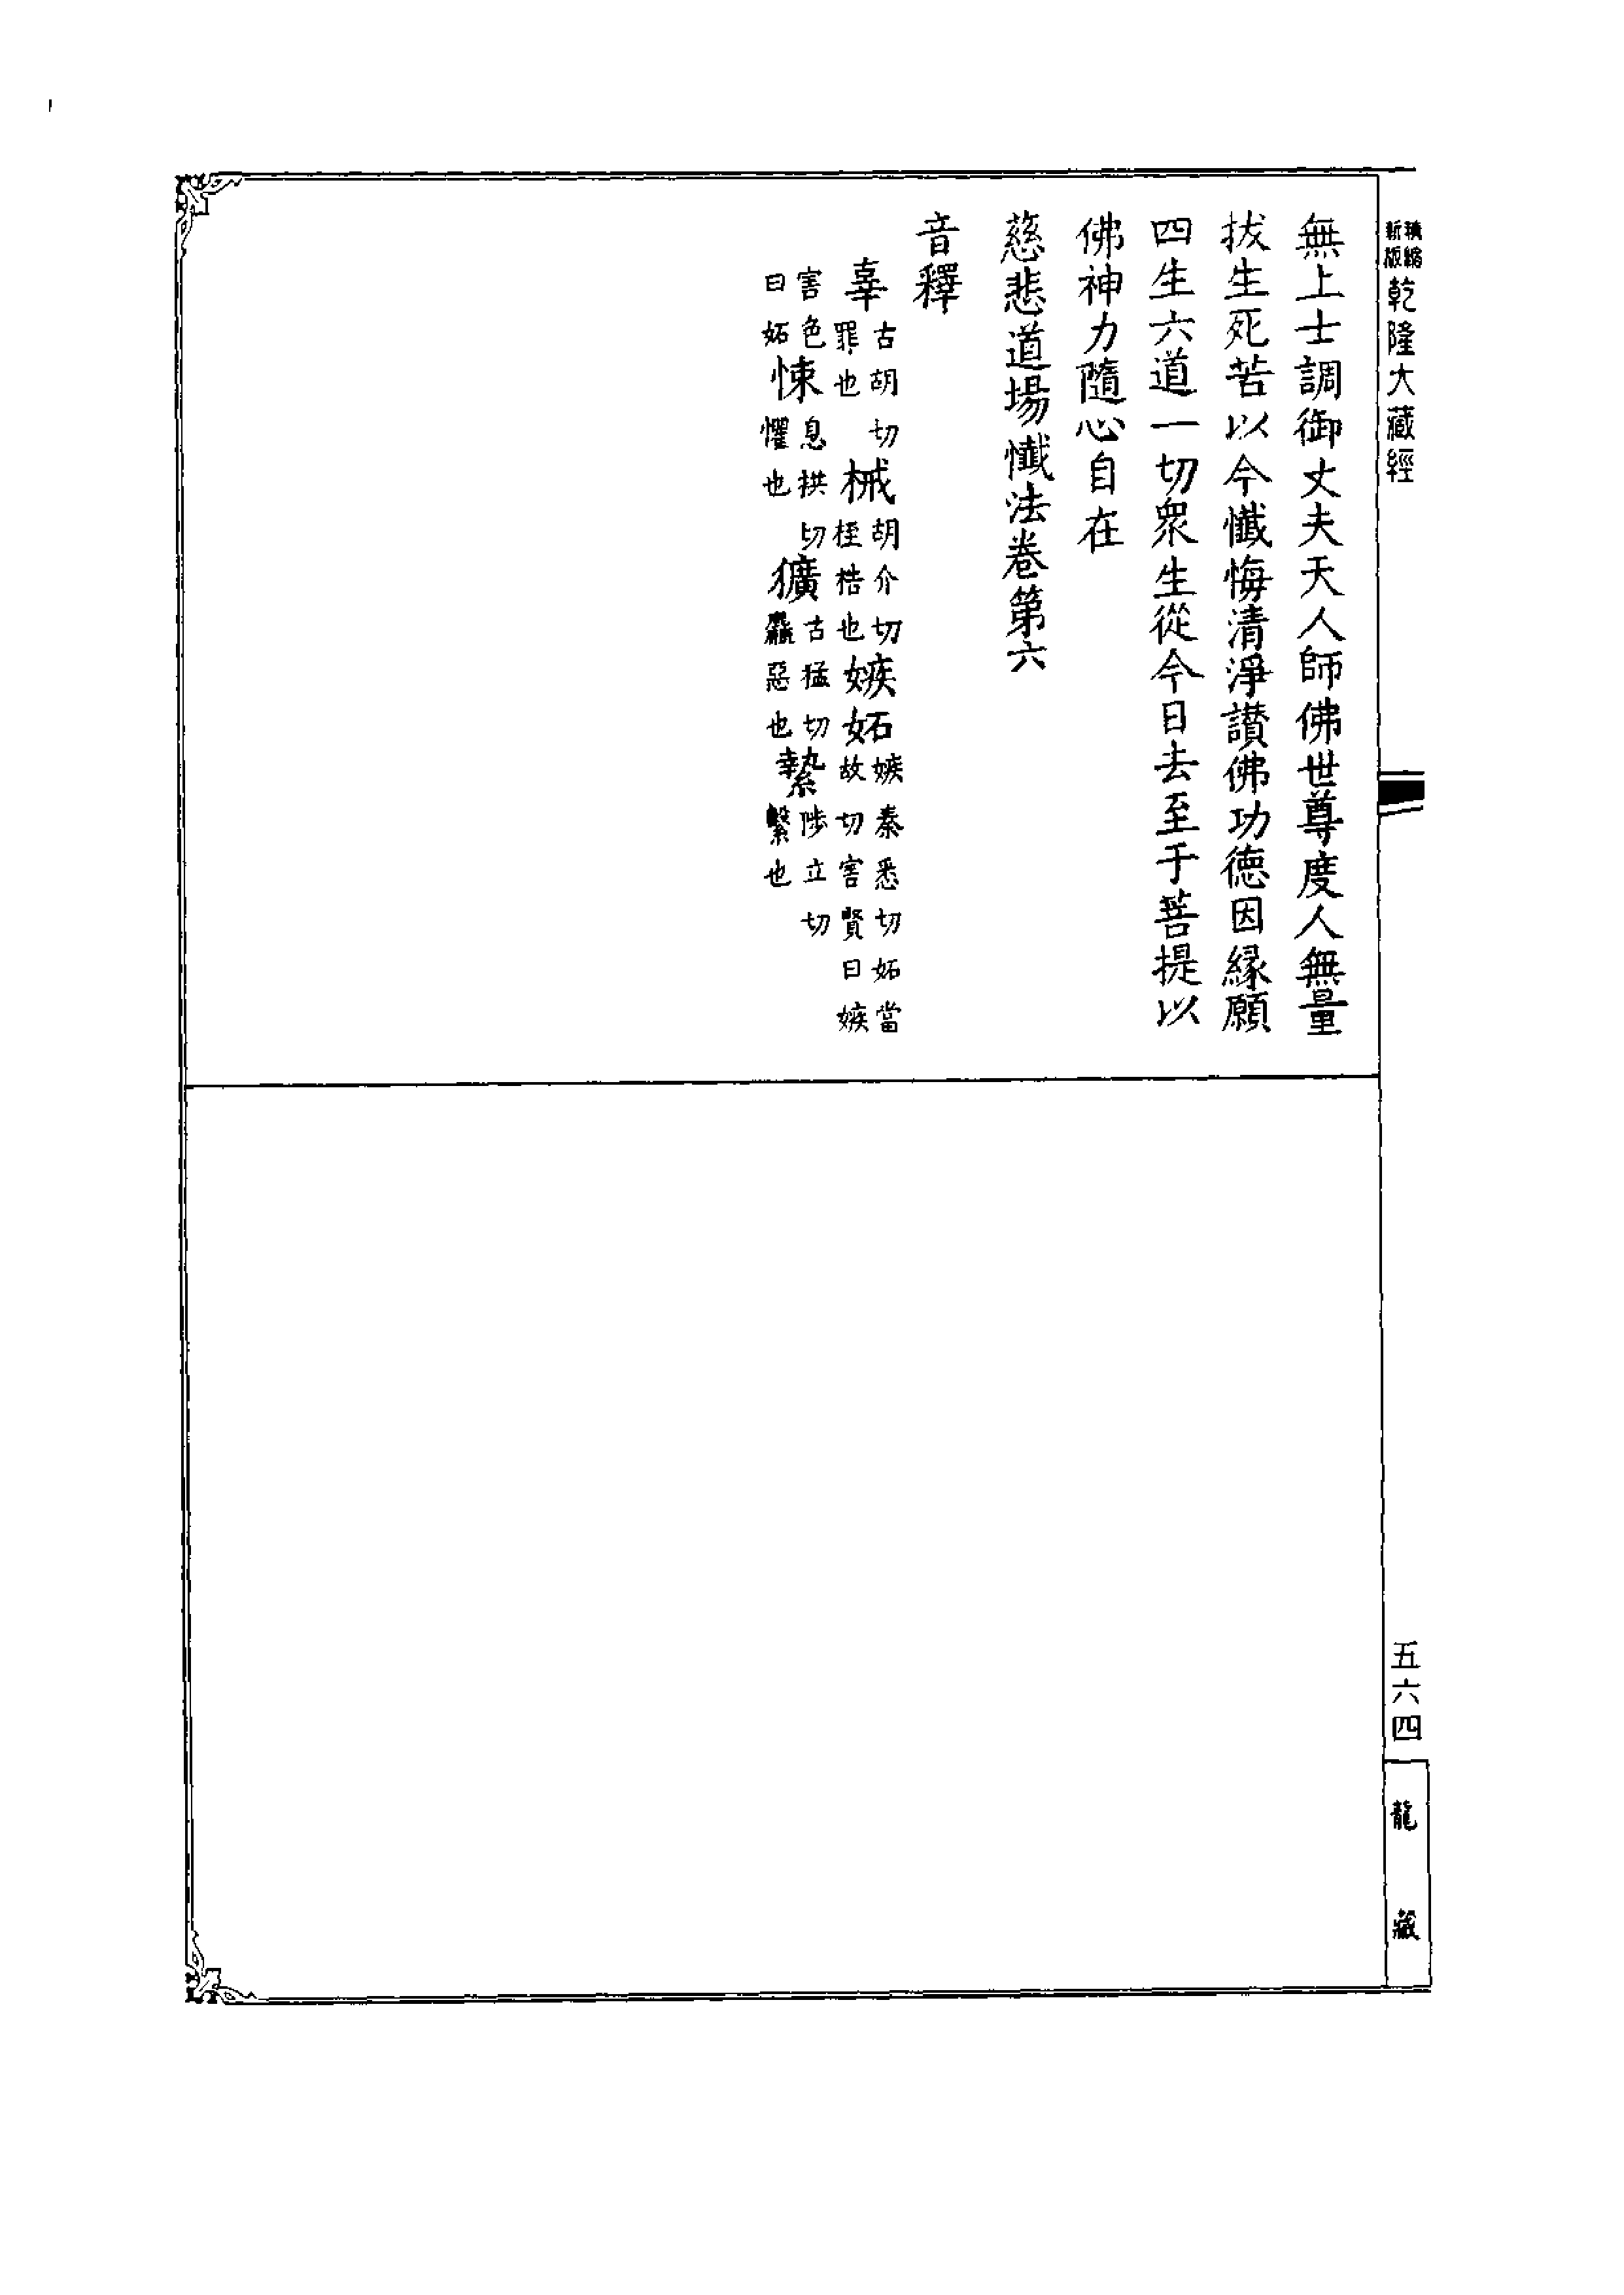 精縮新版
乾隆大藏經
無上士調御丈夫天人師佛世尊度人無量
拔生死苦以今懺悔清淨讃佛功德因緣願
四生六道一切衆生從今日去至于菩提以
佛神力隨心自在
慈悲道場懺法卷第六
音釋
辜古胡切罪也 械胡介切桎梏也 嫉妬嫉秦悉切妬當故切害賢曰嫉
害色曰妬 悚息拱切懼也 獷古猛切麤惡也 縶陟立切繫也
五六四
龍藏